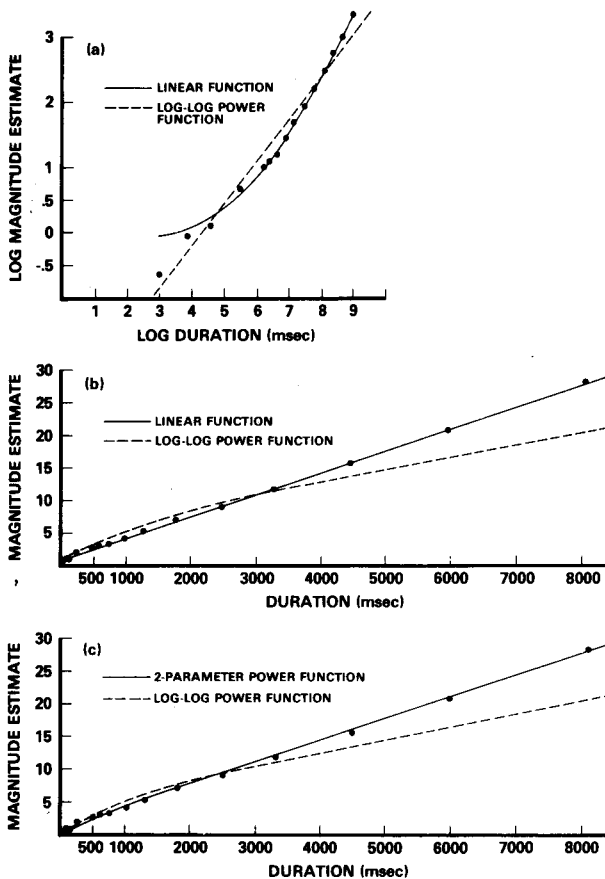 (a)
LINEAR FUNCTION
LOG-LOG POWER
FUNCTION
LOG MAGNITUDE ESTIMATE
3
2
1
.5
0
-.5
1 2 3 4 5 6 7 8 9
LOG DURATION (msec)
(b)
LINEAR FUNCTION
LOG-LOG POWER FUNCTION
MAGNITUDE ESTIMATE
30
25
20
15
10
5
500 1000 2000 3000 4000 5000 6000 7000 8000
DURATION (msec)
(c)
2-PARAMETER POWER FUNCTION
LOG-LOG POWER FUNCTION
MAGNITUDE ESTIMATE
30
25
20
15
10
5
500 1000 2000 3000 4000 5000 6000 7000 8000
DURATION (msec)